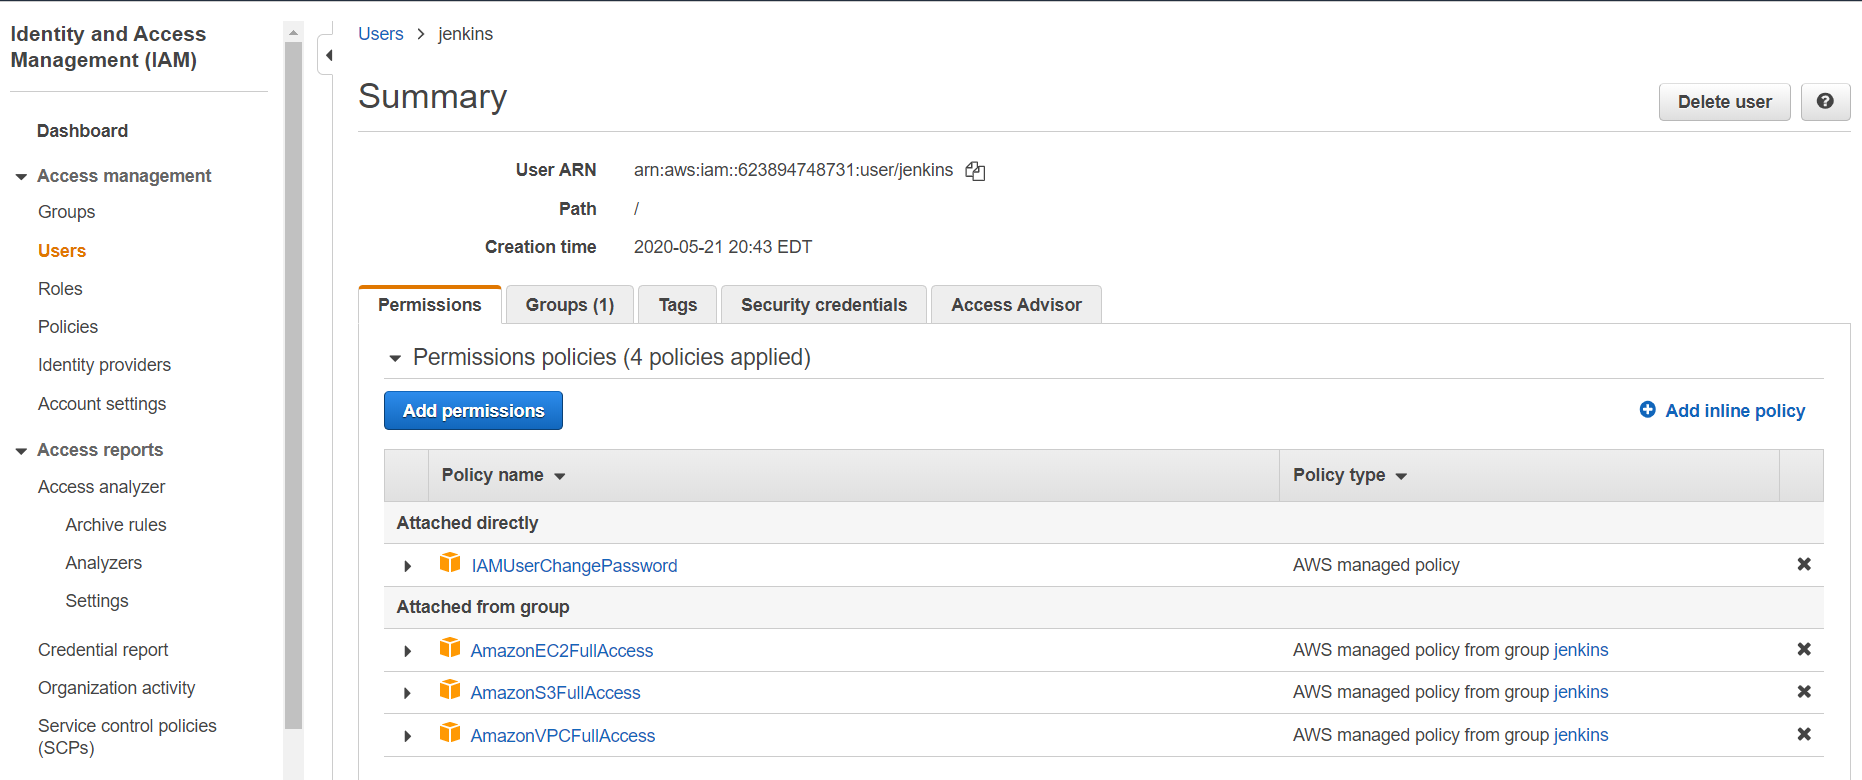 Identity and Access
Management (IAM)
Dashboard
Access management
Groups
Users
Roles
Policies
Identity providers
Account settings
Access reports
Access analyzer
Archive rules
Analyzers
Settings
Credential report
Organization activity
Service control policies
(SCPs)
Users > jenkins
Summary
Delete user
User ARN arn:aws:iam::623894748731:user/jenkins
Path /
Creation time 2020-05-21 20:43 EDT
Permissions Groups (1) Tags Security credentials Access Advisor
Permissions policies (4 policies applied)
Add permissions Add inline policy
Policy name Policy type
Attached directly
IAMUserChangePassword AWS managed policy
Attached from group
AmazonEC2FullAccess AWS managed policy from group jenkins
AmazonS3FullAccess AWS managed policy from group jenkins
AmazonVPCFullAccess AWS managed policy from group jenkins